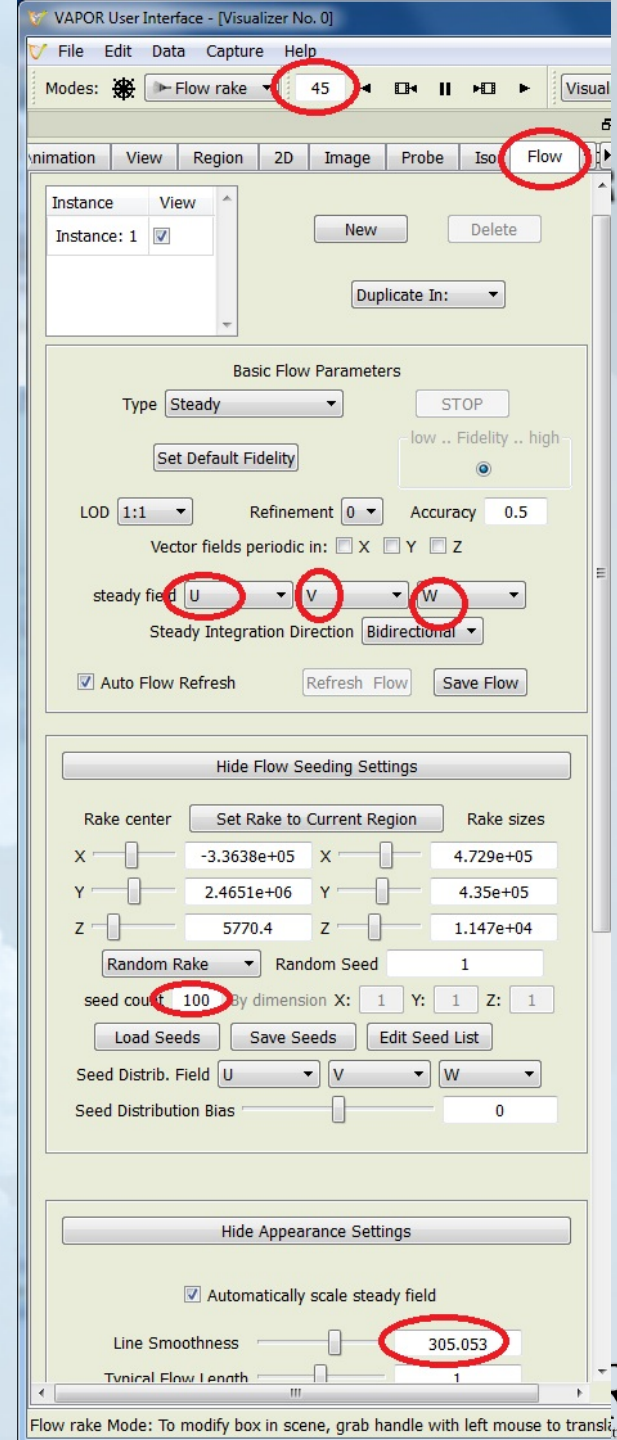 VAPOR User Interface - [Visualizer No. 0]
File Edit Data Capture Help
Modes: Flow rake 45 Visual
nimation View Region 2D Image Probe Iso Flow
Instance View
Instance: 1
New Delete
Duplicate In:
Basic Flow Parameters
Type Steady STOP
low .. Fidelity .. high
Set Default Fidelity
LOD 1:1 Refinement 0 Accuracy 0.5
Vector fields periodic in: X Y Z
steady field U V W
Steady Integration Direction Bidirectional
Auto Flow Refresh Refresh Flow Save Flow
Hide Flow Seeding Settings
Rake center Set Rake to Current Region Rake sizes
X -3.3638e+05 X 4.729e+05
Y 2.4651e+06 Y 4.35e+05
Z 5770.4 Z 1.147e+04
Random Rake Random Seed 1
seed count 100 By dimension X: 1 Y: 1 Z: 1
Load Seeds Save Seeds Edit Seed List
Seed Distrib. Field U V W
Seed Distribution Bias 0
Hide Appearance Settings
Automatically scale steady field
Line Smoothness 305.053
Typical Flow Length 1
Flow rake Mode: To modify box in scene, grab handle with left mouse to transl